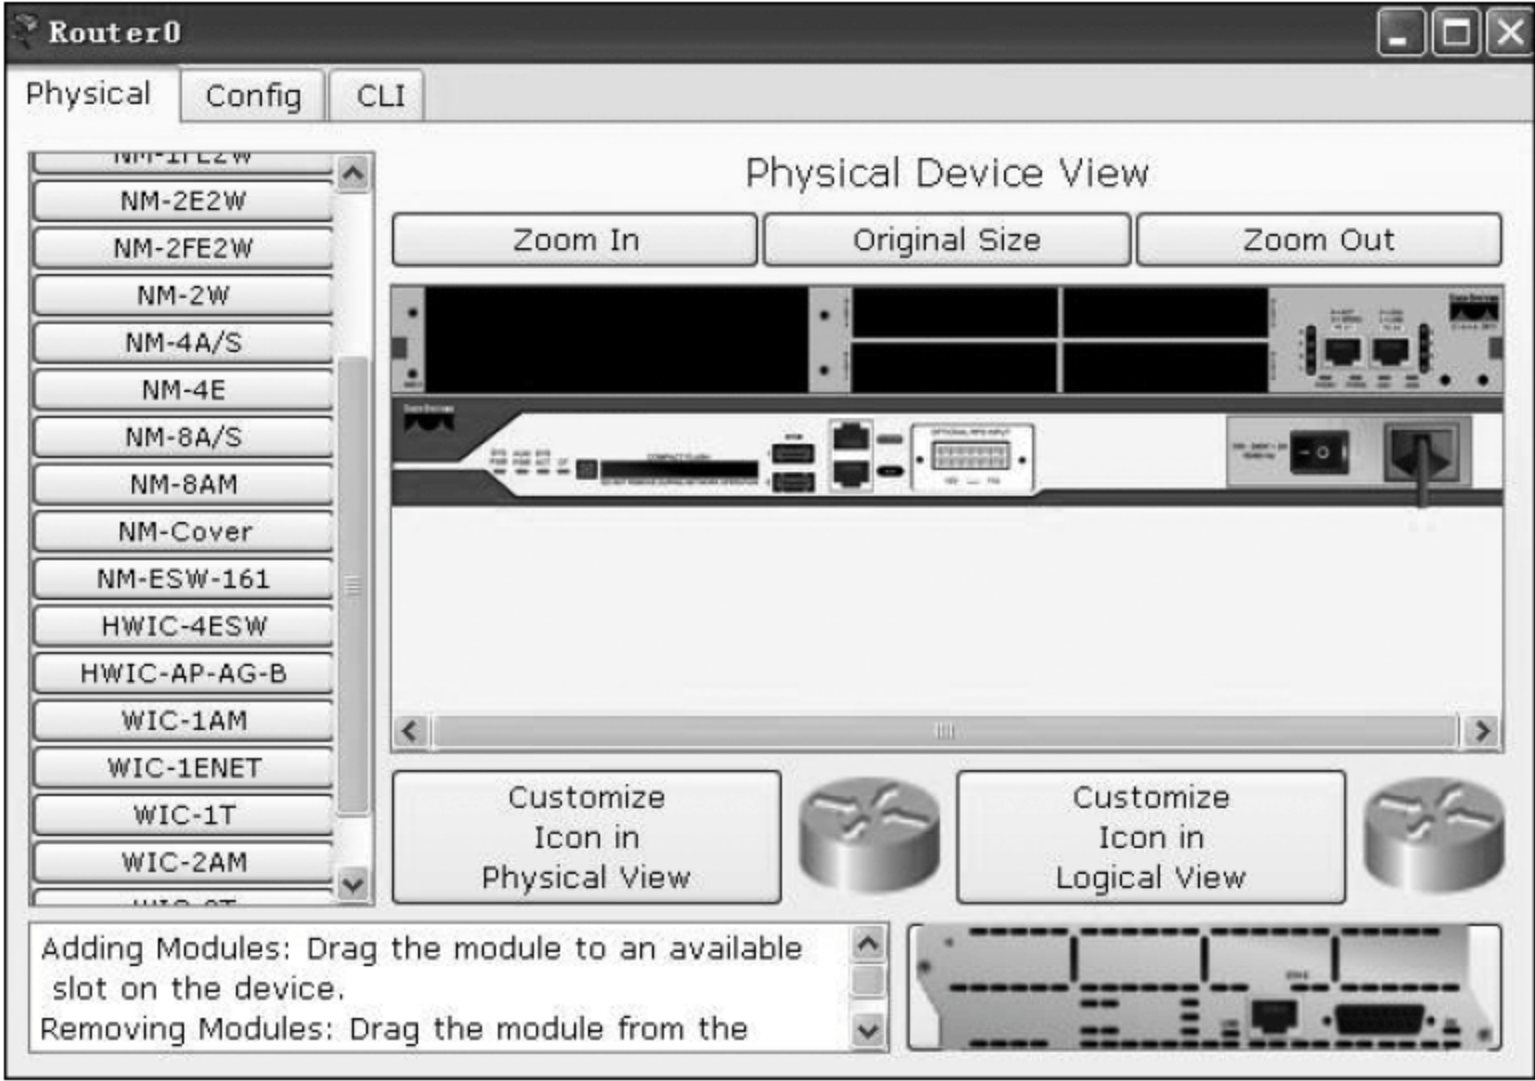 Router0
Physical
Config
CLI
NM-1FE2W
NM-2E2W
NM-2FE2W
NM-2W
NM-4A/S
NM-4E
NM-8A/S
NM-8AM
NM-Cover
NM-ESW-161
HWIC-4ESW
HWIC-AP-AG-B
WIC-1AM
WIC-1ENET
WIC-1T
WIC-2AM
Physical Device View
Zoom In
Original Size
Zoom Out
Customize
Icon in
Physical View
Customize
Icon in
Logical View
Adding Modules: Drag the module to an available
slot on the device.
Removing Modules: Drag the module from the